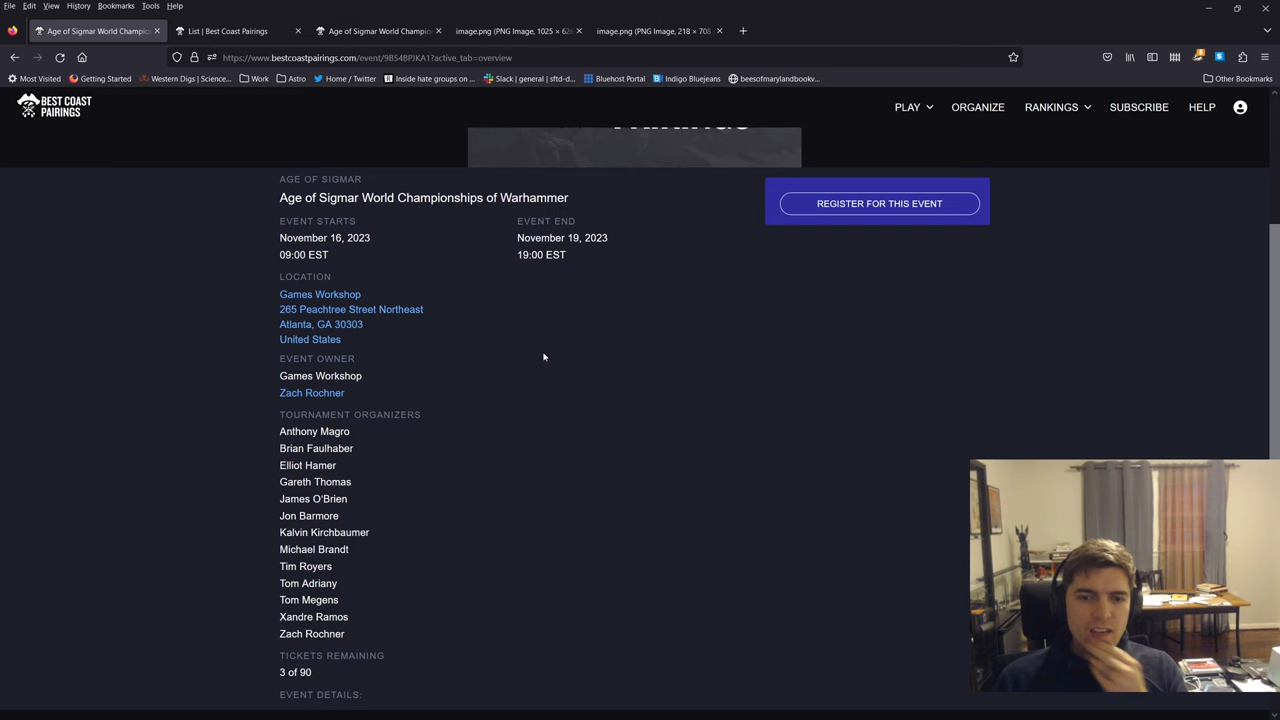 File Edit View History Bookmarks Tools Help
Age of Sigmar World Champio
List | Best Coast Pairings
Age of Sigmar World Champion
image.png (PNG Image, 1025 × 62
image.png (PNG Image, 218 × 708
https://www.bestcoastpairings.com/event/9B54BPJKA1?active_tab=overview
Most Visited Getting Started Western Digs | Science... Work Astro Home / Twitter Inside hate groups on ... Slack | general | sftd-d... Bluehost Portal Indigo Bluejeans beesofmarylandbookv... Other Bookmarks
BEST COAST
PAIRINGS
PLAY ORGANIZE RANKINGS SUBSCRIBE HELP
AGE OF SIGMAR
Age of Sigmar World Championships of Warhammer
REGISTER FOR THIS EVENT
EVENT STARTS EVENT END
November 16, 2023 November 19, 2023
09:00 EST 19:00 EST
LOCATION
Games Workshop
265 Peachtree Street Northeast
Atlanta, GA 30303
United States
EVENT OWNER
Games Workshop
Zach Rochner
TOURNAMENT ORGANIZERS
Anthony Magro
Brian Faulhaber
Elliot Hamer
Gareth Thomas
James O'Brien
Jon Barmore
Kalvin Kirchbaumer
Michael Brandt
Tim Royers
Tom Adriany
Tom Megens
Xandre Ramos
Zach Rochner
TICKETS REMAINING
3 of 90
EVENT DETAILS: